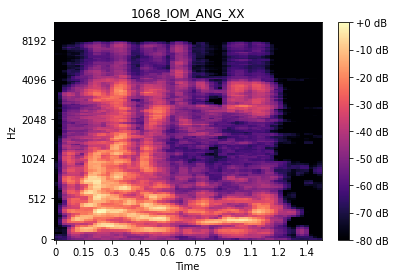 1068_IOM_ANG_XX
+0 dB
8192
-10 dB
4096
-20 dB
-30 dB
2048
Hz
-40 dB
1024
-50 dB
512
-60 dB
-70 dB
0
-80 dB
0 0.15 0.3 0.45 0.6 0.75 0.9 1.1 1.2 1.4
Time